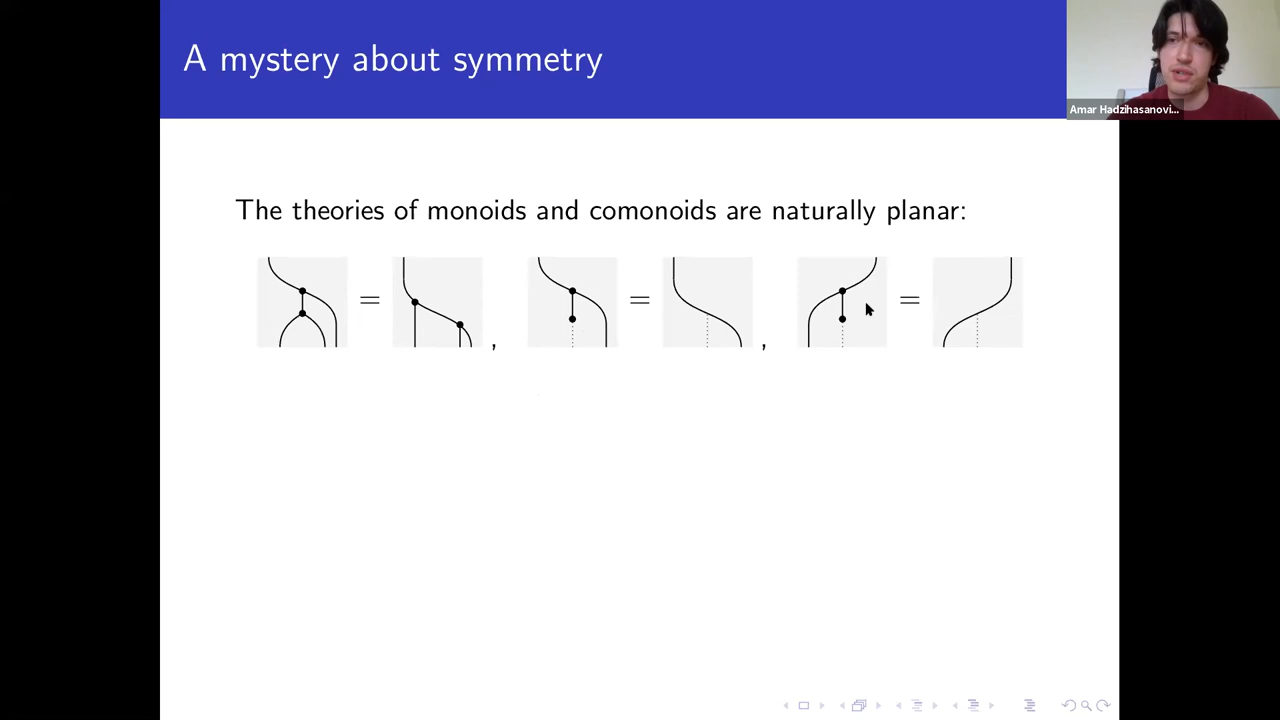 A mystery about symmetry
Amar Hadzihasanovi...
The theories of monoids and comonoids are naturally planar:
= , = , =